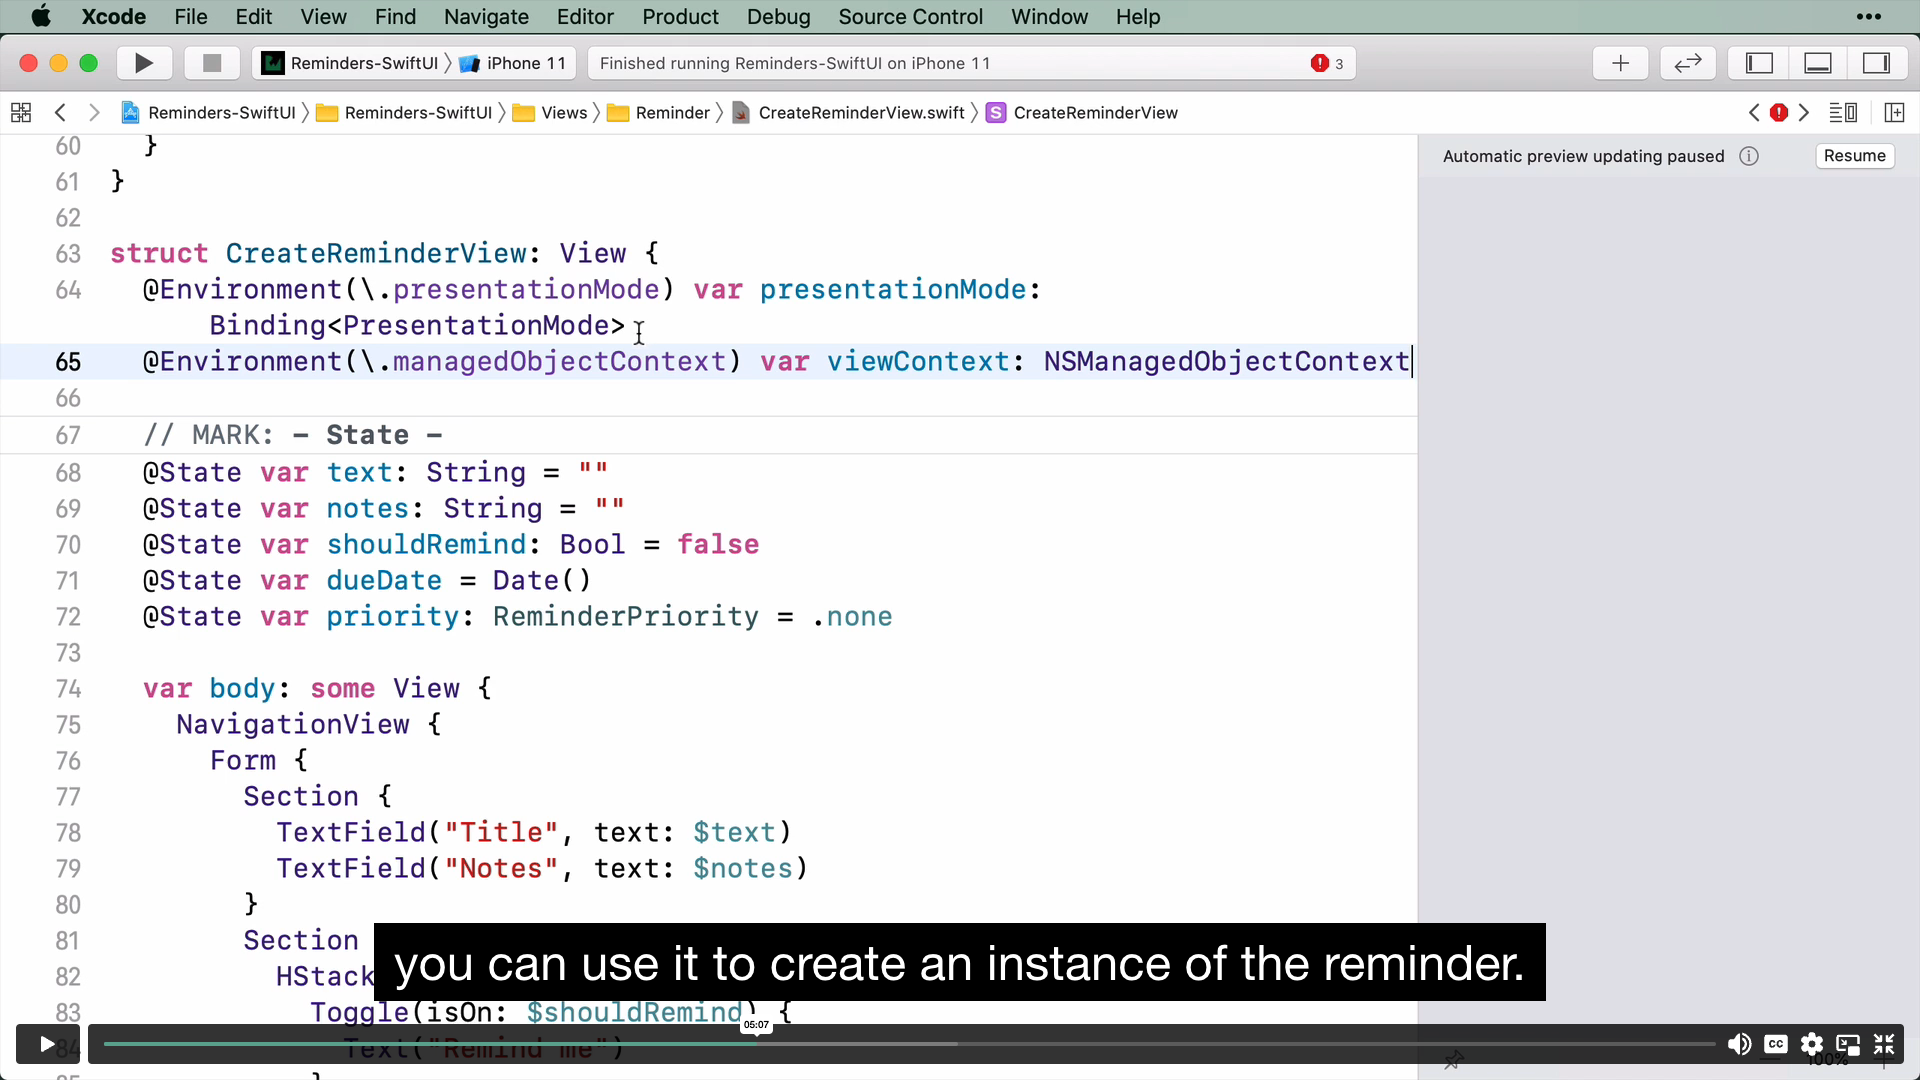 Xcode File Edit View Find Navigate Editor Product Debug Source Control Window Help
Reminders-SwiftUI iPhone 11 Finished running Reminders-SwiftUI on iPhone 11 3
Reminders-SwiftUI Reminders-SwiftUI Views Reminder CreateReminderView.swift S CreateReminderView
Automatic preview updating paused Resume
60 }
61 }
62
63 struct CreateReminderView: View {
64 @Environment(\.presentationMode) var presentationMode:
Binding<PresentationMode>
65 @Environment(\.managedObjectContext) var viewContext: NSManagedObjectContext
66
67 // MARK: - State -
68 @State var text: String = ""
69 @State var notes: String = ""
70 @State var shouldRemind: Bool = false
71 @State var dueDate = Date()
72 @State var priority: ReminderPriority = .none
73
74 var body: some View {
75 NavigationView {
76 Form {
77 Section {
78 TextField("Title", text: $text)
79 TextField("Notes", text: $notes)
80 }
81 Section
82 HStack
you can use it to create an instance of the reminder.
83 Toggle(isOn: $shouldRemind) {
05:07
84 Text("Remind me")
CC
100%